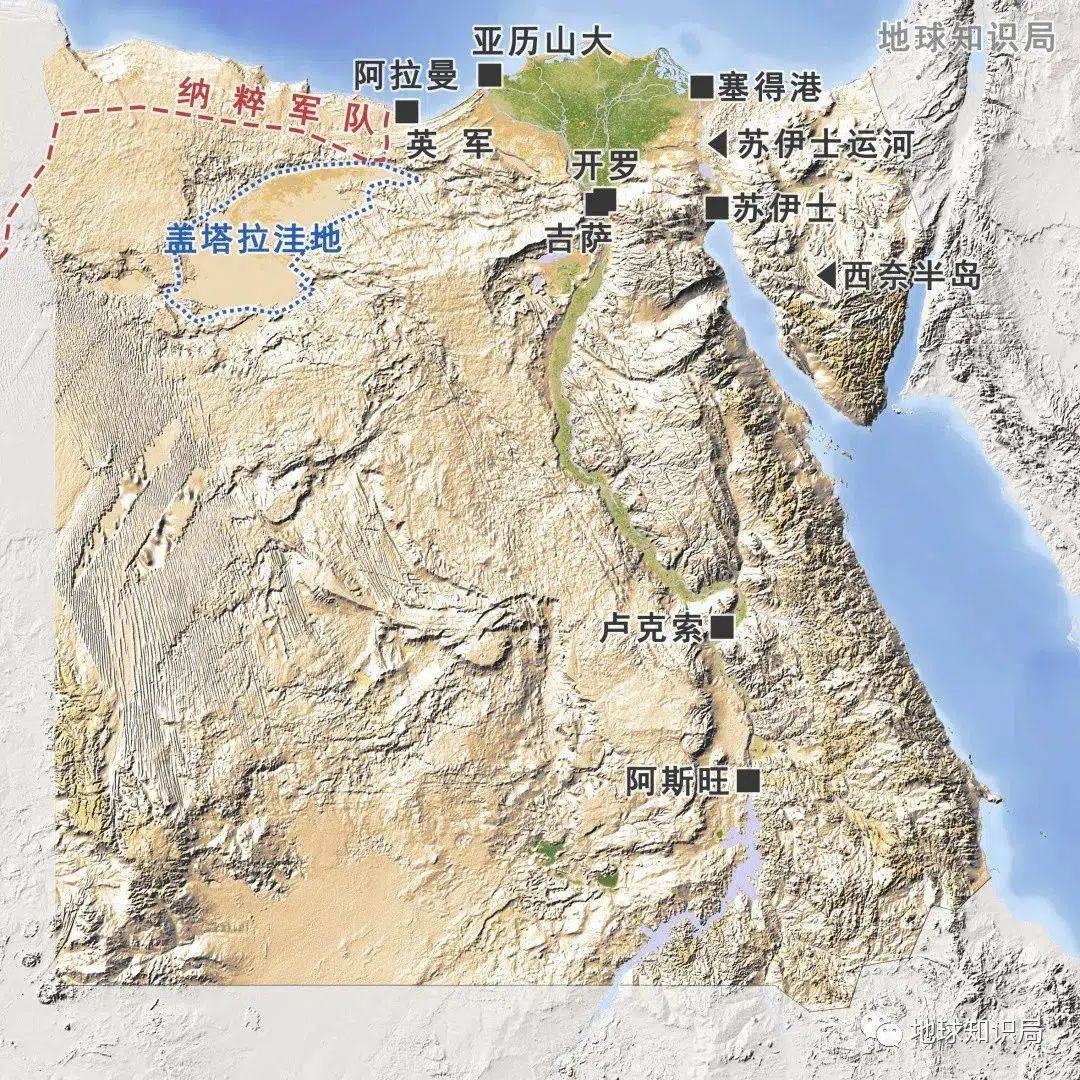 地球知识局
亚历山大
阿拉曼
塞得港
纳粹军队
英军
苏伊士运河
开罗
苏伊士
吉萨
盖塔拉洼地
西奈半岛
卢克索
阿斯旺
地球知识局